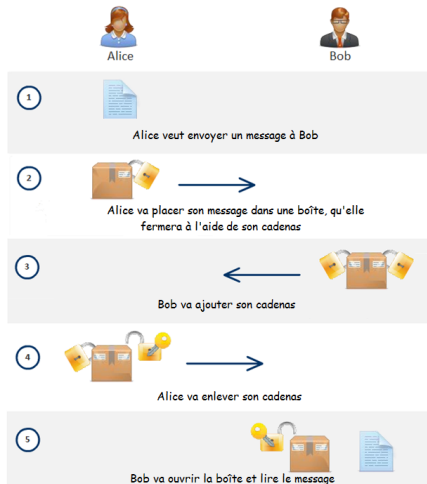 Alice
Bob
1
Alice veut envoyer un message à Bob
2
Alice va placer son message dans une boîte, qu'elle
fermera à l'aide de son cadenas
3
Bob va ajouter son cadenas
4
Alice va enlever son cadenas
5
Bob va ouvrir la boîte et lire le message